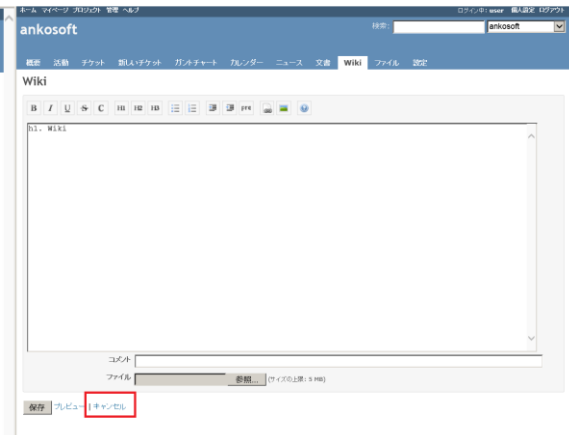 ホーム マイページ プロジェクト 管理 ヘルプ ログイン中: user 個人設定 ログアウト
ankosoft 検索: ankosoft
概要 活動 チケット 新しいチケット ガントチャート カレンダー ニュース 文書 Wiki ファイル 設定
Wiki
B I U S C H1 H2 H3 pre
h1. Wiki
コメント
ファイル 参照... (サイズの上限: 5 MB)
保存 プレビュー | キャンセル